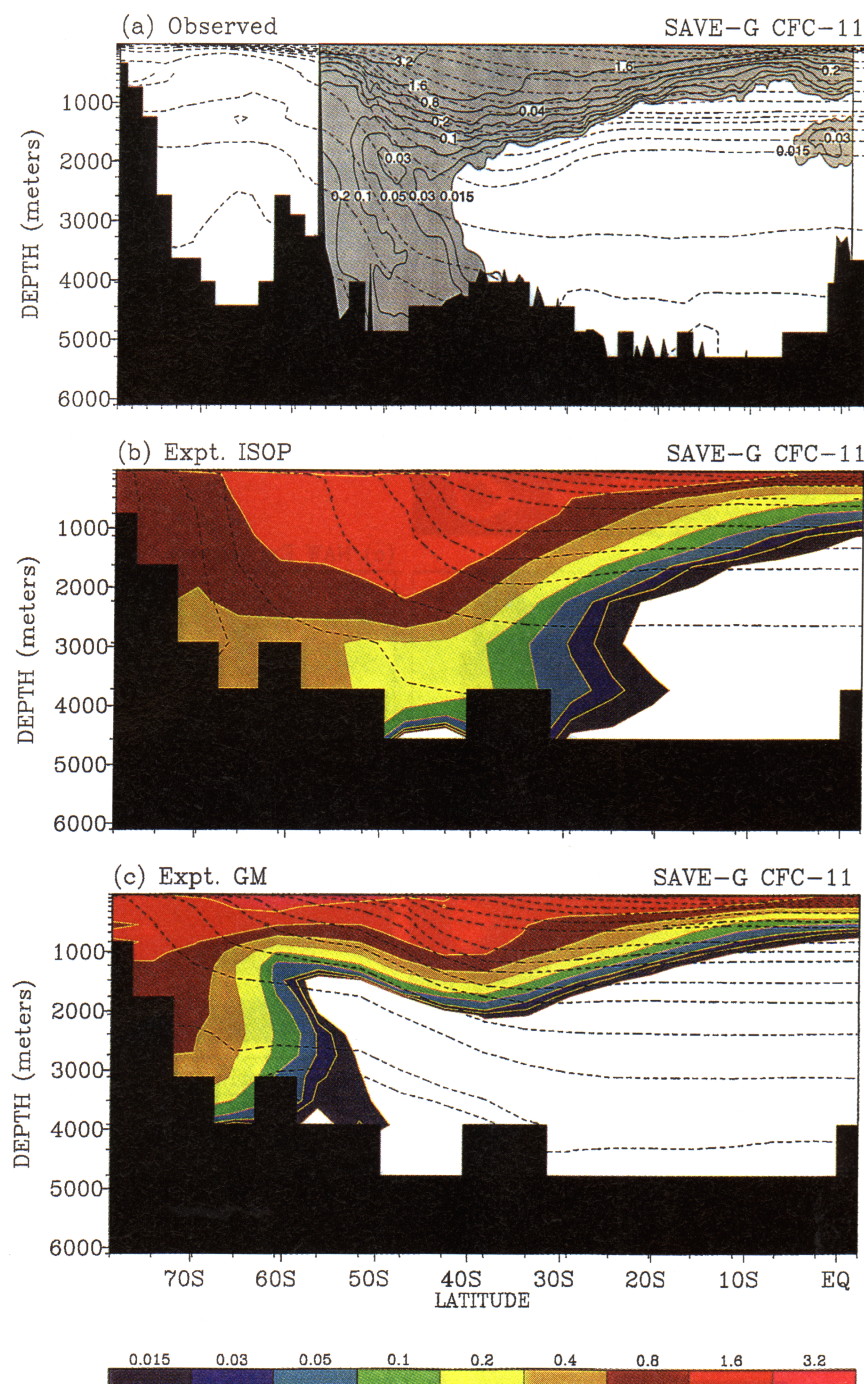 (a) Observed SAVE-G CFC-11
3.2 1.6 0.2
1.6
0.8 0.04
0.2
0.1 0.03
0.03 0.015
0.2 0.1 0.05 0.03 0.015
1000
2000
3000
4000
5000
6000
DEPTH (meters)
(b) Expt. ISOP SAVE-G CFC-11
1000
2000
3000
4000
5000
6000
DEPTH (meters)
(c) Expt. GM SAVE-G CFC-11
1000
2000
3000
4000
5000
6000
DEPTH (meters)
70S 60S 50S 40S 30S 20S 10S EQ
LATITUDE
0.015 0.03 0.05 0.1 0.2 0.4 0.8 1.6 3.2